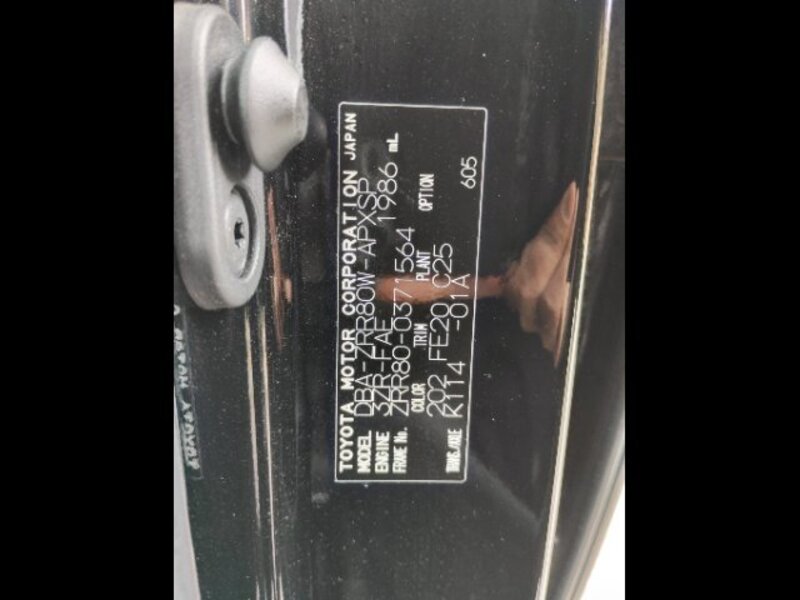 TOYOTA MOTOR CORPORATION JAPAN
MODEL DBA-ZRR80W-APXSP
ENGINE 3ZR-FAE 1986 mL
FRAME No. ZRR80-0371564
COLOR TRIM PLANT OPTION
202 FE20 C25
TRANS./AXLE K114 -01A 605